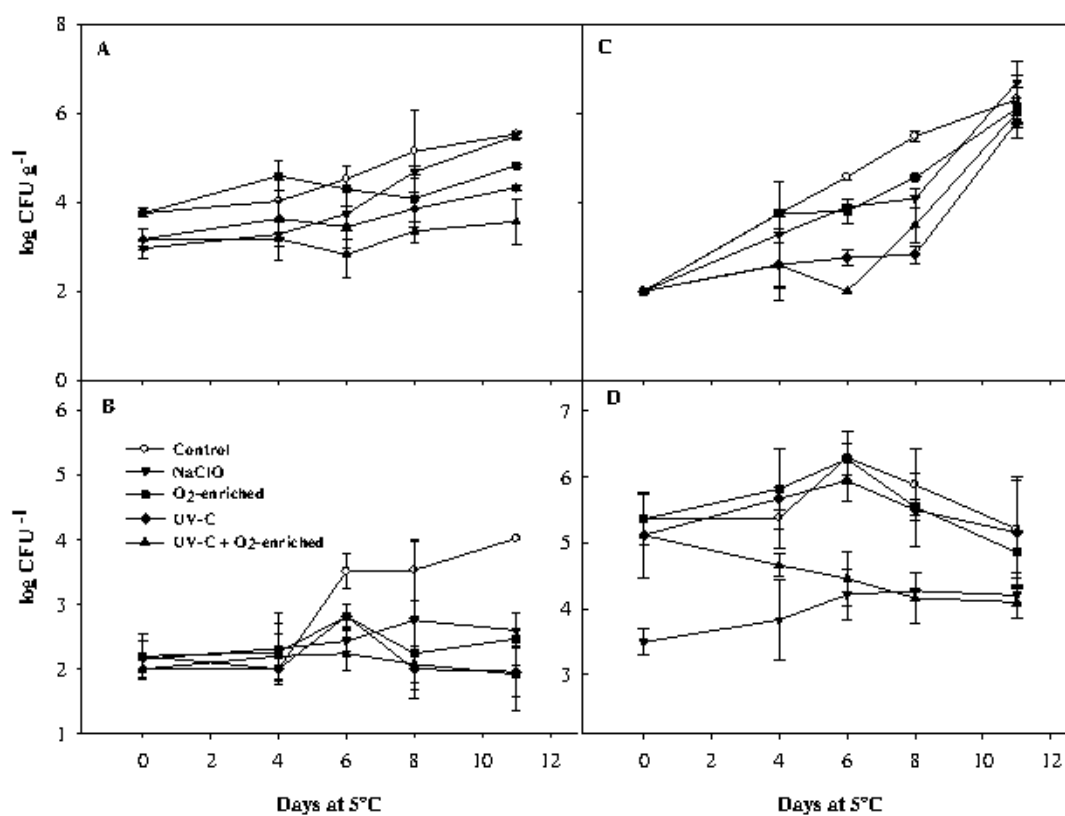 A
C
8
6
4
2
0
log CFU g⁻¹
B
D
6
5
4
3
2
1
7
6
5
4
3
log CFU ⁻¹
Control
NaClO
O₂-enriched
UV-C
UV-C + O₂-enriched
0 2 4 6 8 10 12
0 2 4 6 8 10 12
Days at 5°C
Days at 5°C